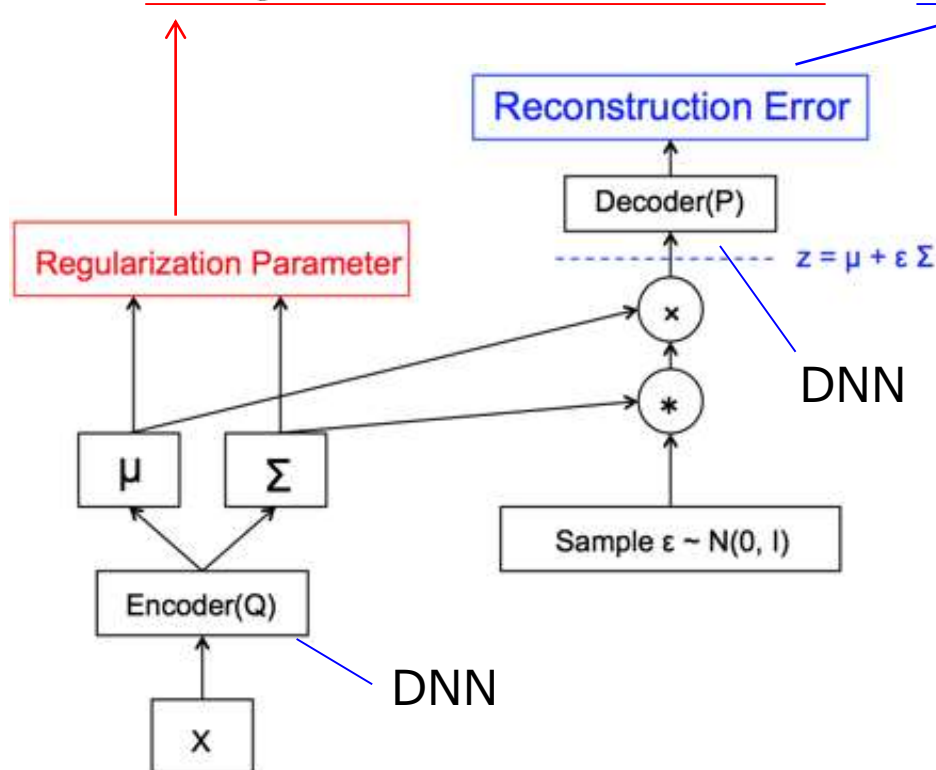 Reconstruction Error
Decoder(P)
Regularization Parameter
z = μ + ε Σ
×
DNN
*
μ
Σ
Sample ε ~ N(0, I)
Encoder(Q)
DNN
x